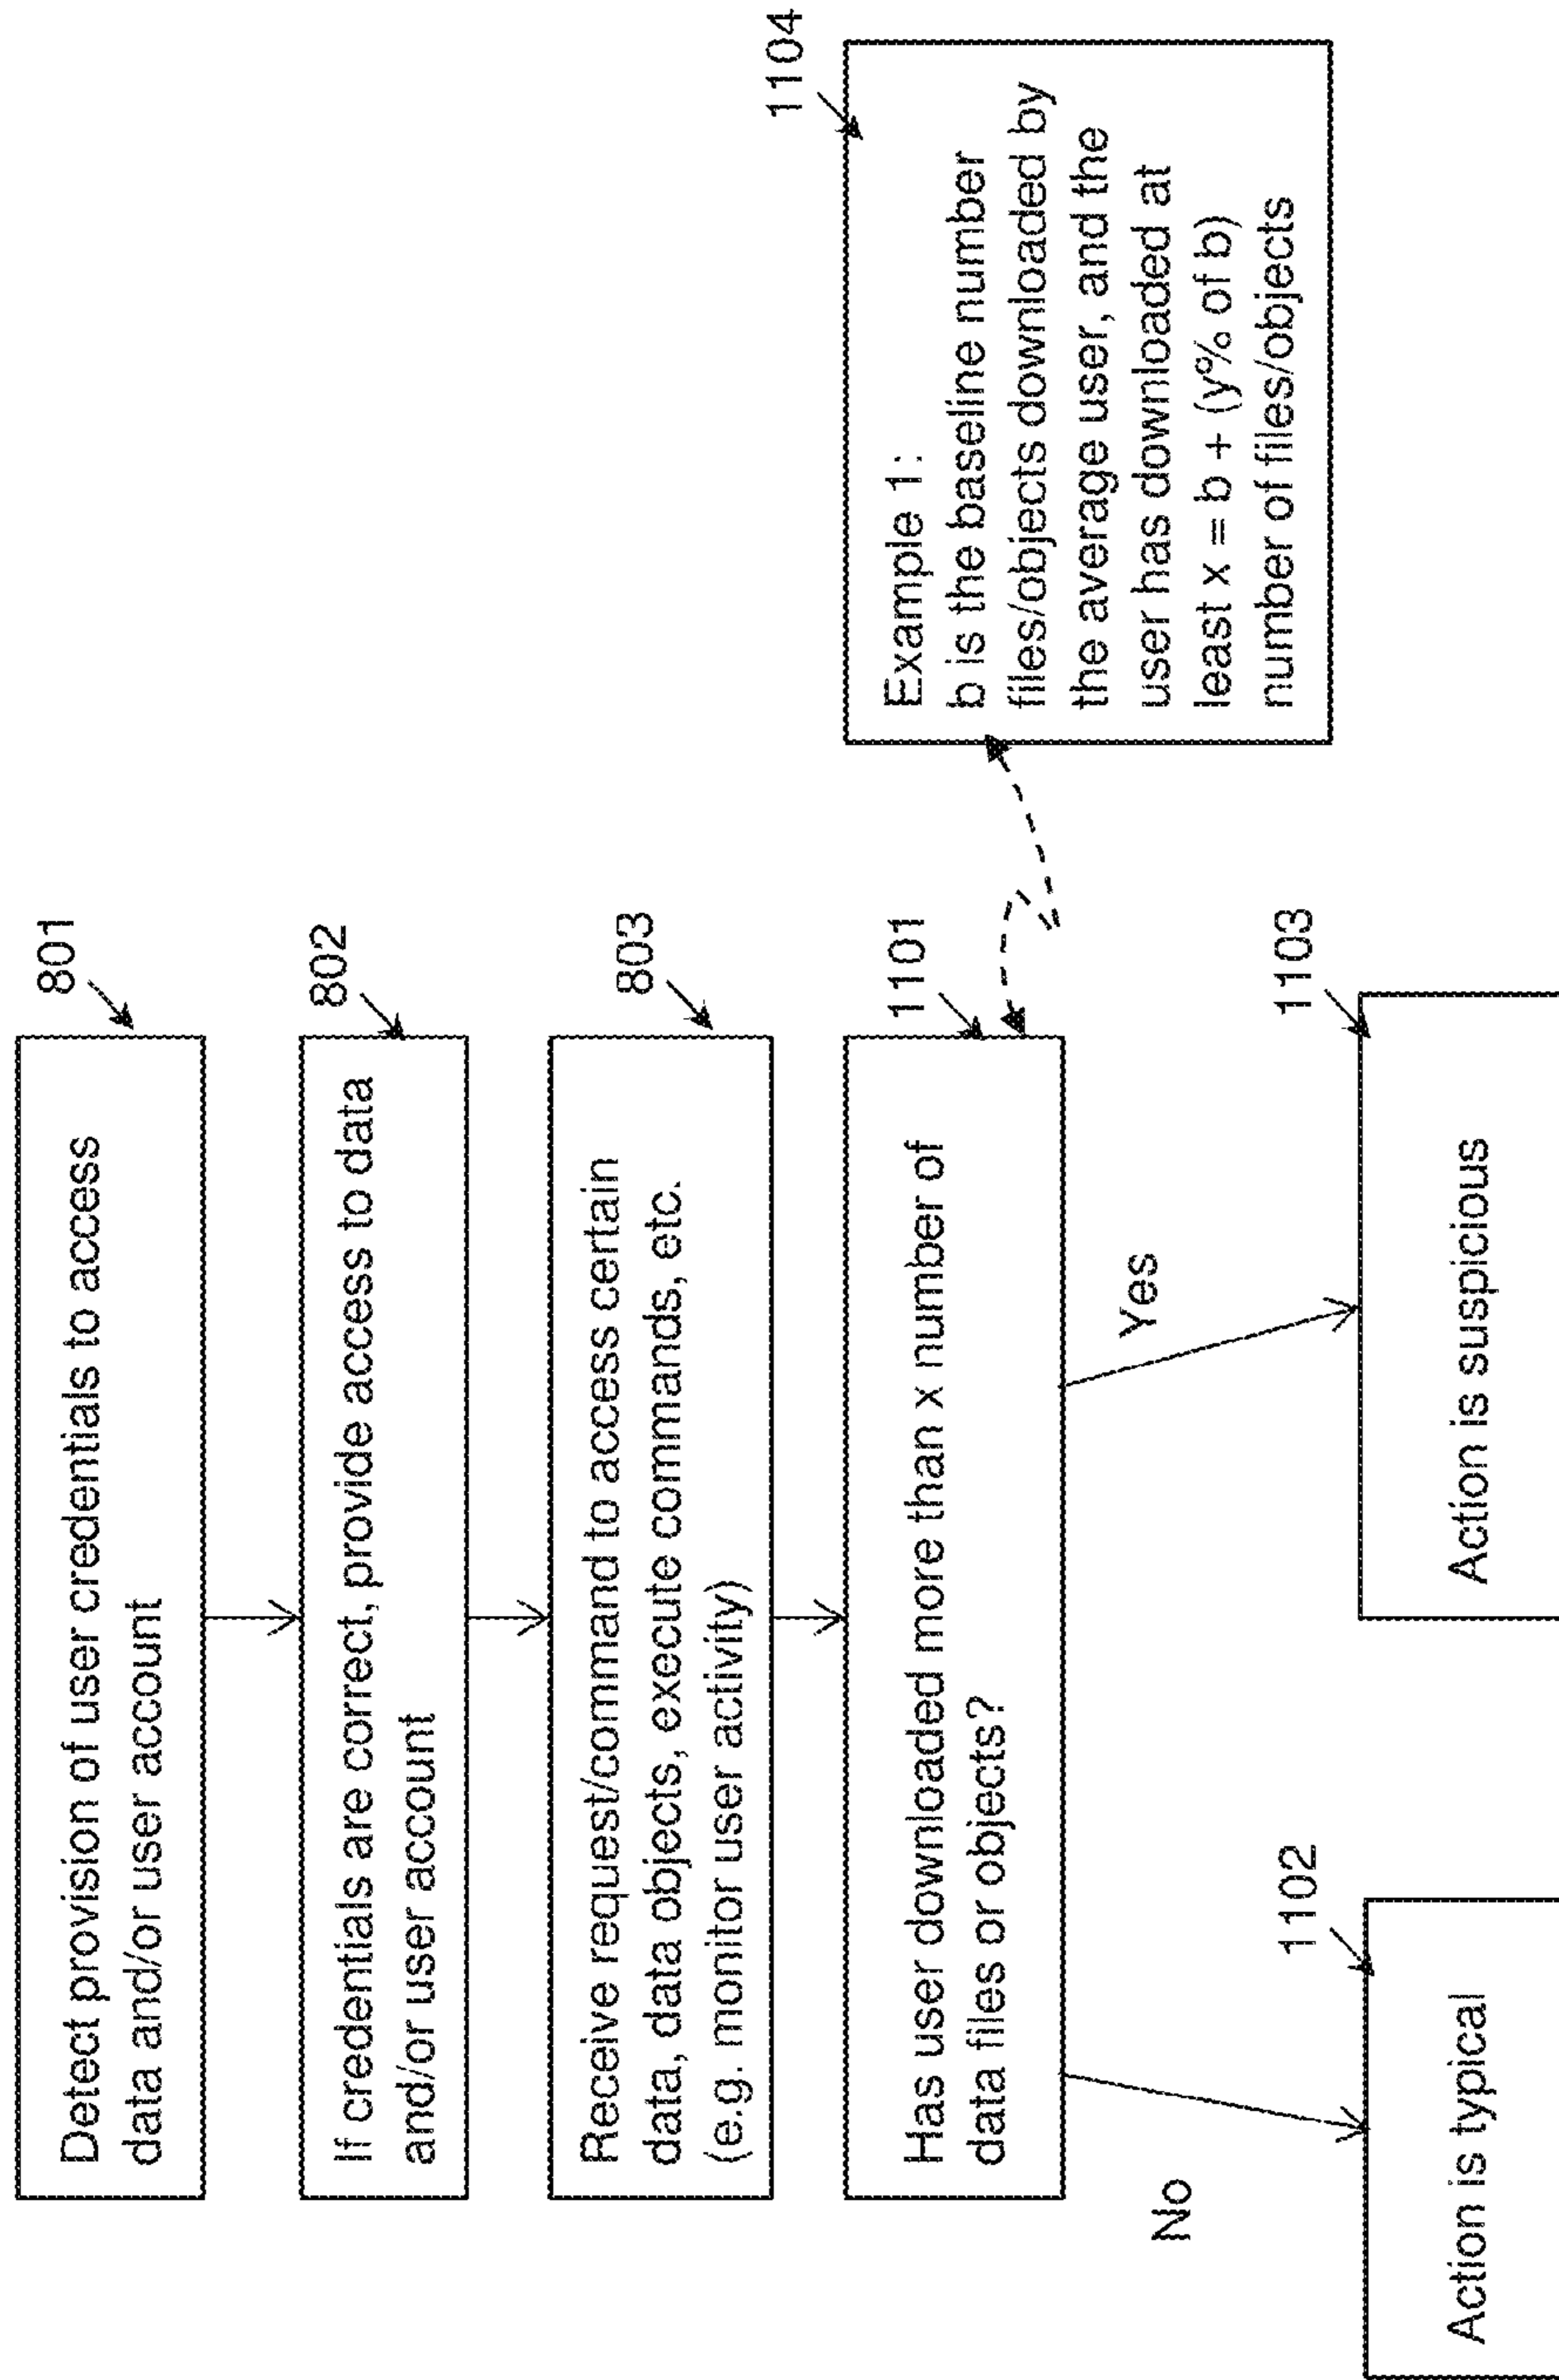 801
Detect provision of user credentials to access
data and/or user account
802
If credentials are correct, provide access to data
and/or user account
803
Receive request/command to access certain
data, data objects, execute commands, etc.
(e.g. monitor user activity)
1101
Has user downloaded more than x number of
data files or objects?
1104
Example 1:
b is the baseline number
files/objects downloaded by
the average user, and the
user has downloaded at
least x = b + (y% of b)
number of files/objects
No
Yes
1102
Action is typical
1103
Action is suspicious